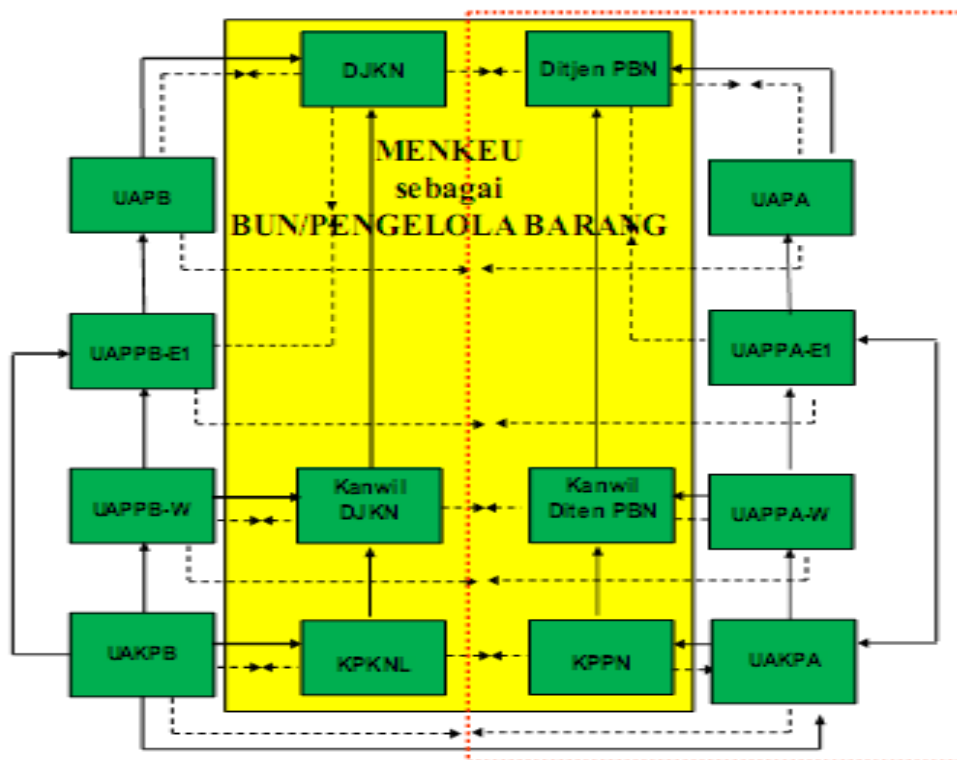 DJKN
Ditjen PBN
MENKEU
sebagai
BUN/PENGELOLA BARANG
UAPB
UAPA
UAPPB-E1
UAPPA-E1
UAPPB-W
Kanwil
DJKN
Kanwil
Diten PBN
UAPPA-W
UAKPB
KPKNL
KPPN
UAKPA